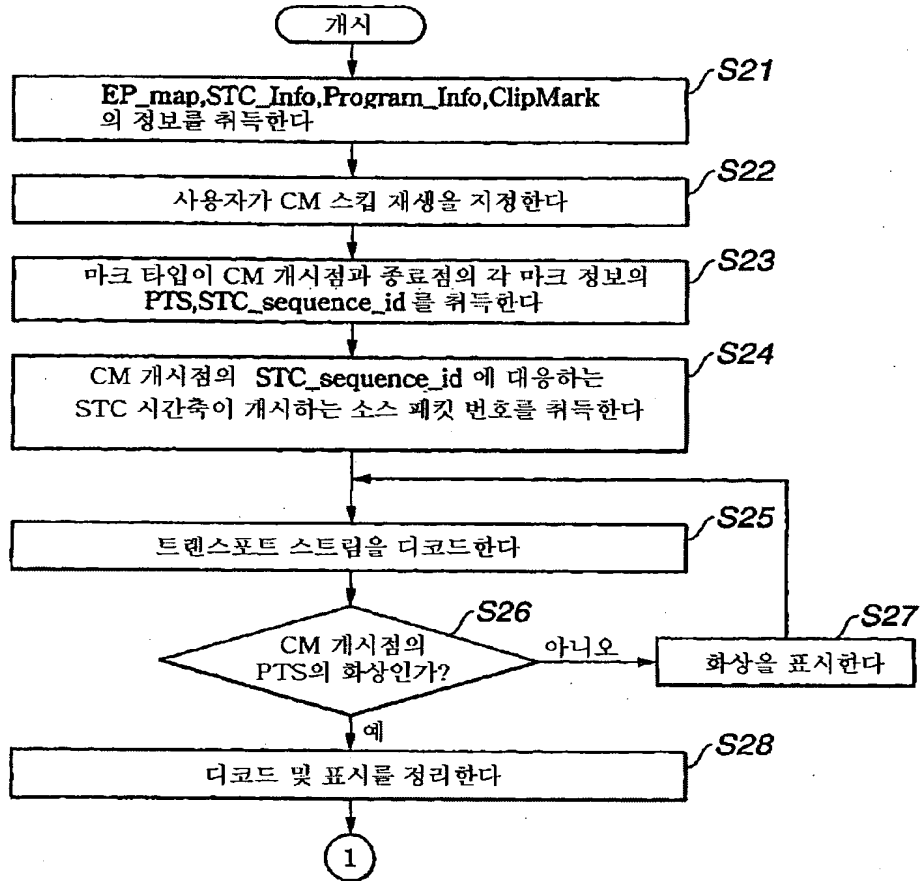 개시
S21
EP_map,STC_Info,Program_Info,ClipMark
의 정보를 취득한다
S22
사용자가 CM 스킵 재생을 지정한다
S23
마크 타입이 CM 개시점과 종료점의 각 마크 정보의
PTS,STC_sequence_id 를 취득한다
S24
CM 개시점의 STC_sequence_id 에 대응하는
STC 시간축이 개시하는 소스 패킷 번호를 취득한다
S25
트랜스포트 스트림을 디코드한다
S26
CM 개시점의
PTS의 화상인가?
아니오
S27
화상을 표시한다
예
S28
디코드 및 표시를 정리한다
1